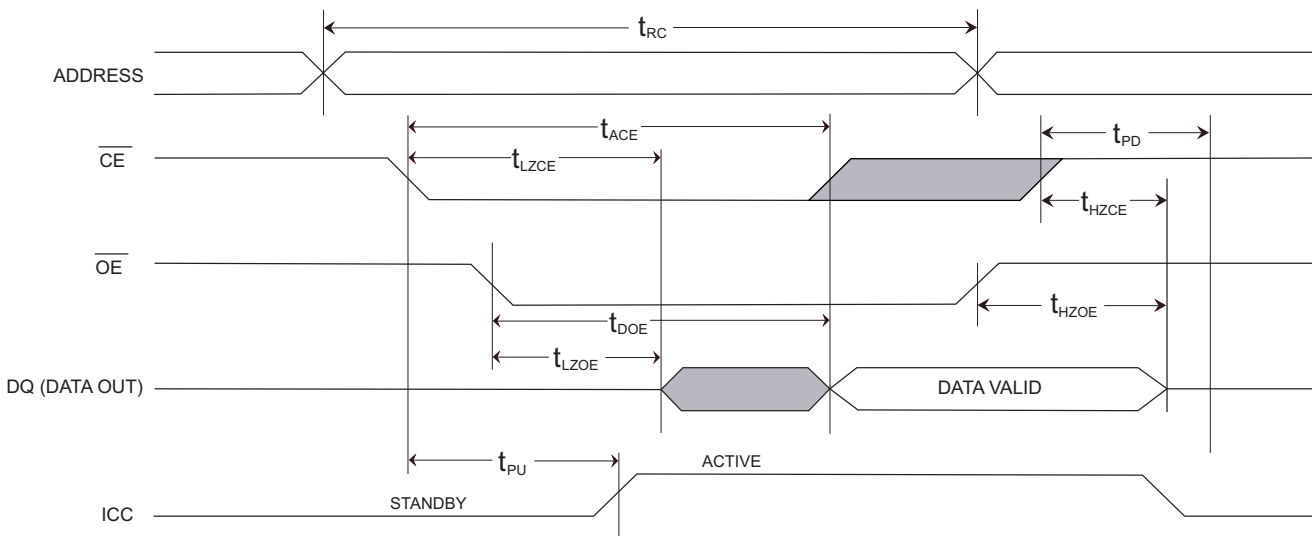 tRC
ADDRESS
tACE
tPD
CE
tLZCE
tHZCE
OE
tHZOE
tDOE
tLZOE
DQ (DATA OUT)
DATA VALID
tPU
ACTIVE
STANDBY
ICC